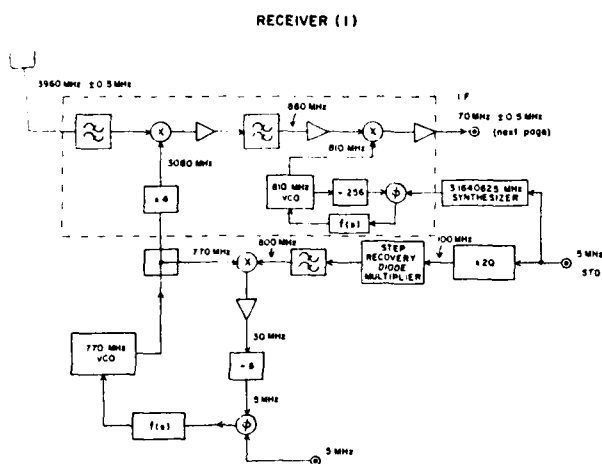 RECEIVER (1)
3960 MHz ±0.5 MHz
880 MHz
IF
70 MHz ±0.5 MHz
(next page)
X
X
810 MHz
3080 MHz
810 MHz
VCO
÷ 256
ϕ
3.1640625 MHz
SYNTHESIZER
x 4
f(s)
770 MHz
800 MHz
STEP
RECOVERY
DIODE
MULTIPLIER
100 MHz
x 20
5 MHz
STD
X
30 MHz
770 MHz
VCO
÷ 6
5 MHz
f(s)
ϕ
5 MHz